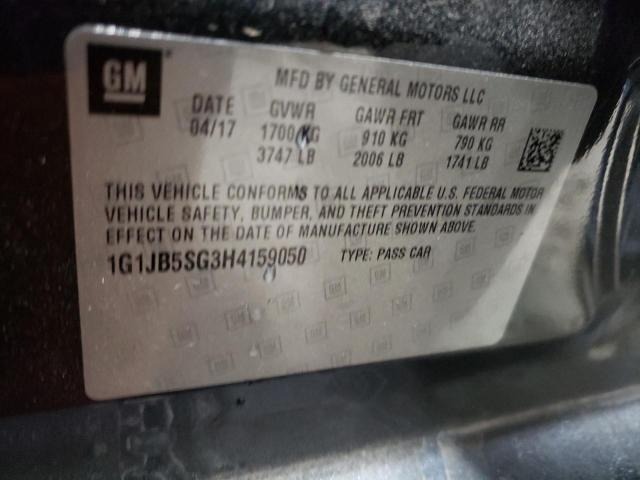 GM
MFD BY GENERAL MOTORS LLC
DATE GVWR GAWR FRT GAWR RR
04/17 1700 KG 910 KG 790 KG
3747 LB 2006 LB 1741 LB
THIS VEHICLE CONFORMS TO ALL APPLICABLE U.S. FEDERAL MOTOR
VEHICLE SAFETY, BUMPER, AND THEFT PREVENTION STANDARDS IN
EFFECT ON THE DATE OF MANUFACTURE SHOWN ABOVE.
1G1JB5SG3H4159050 TYPE: PASS CAR